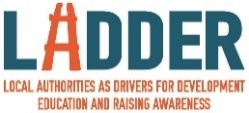 LADDER
LOCAL AUTHORITIES AS DRIVERS FOR DEVELOPMENT
EDUCATION AND RAISING AWARENESS